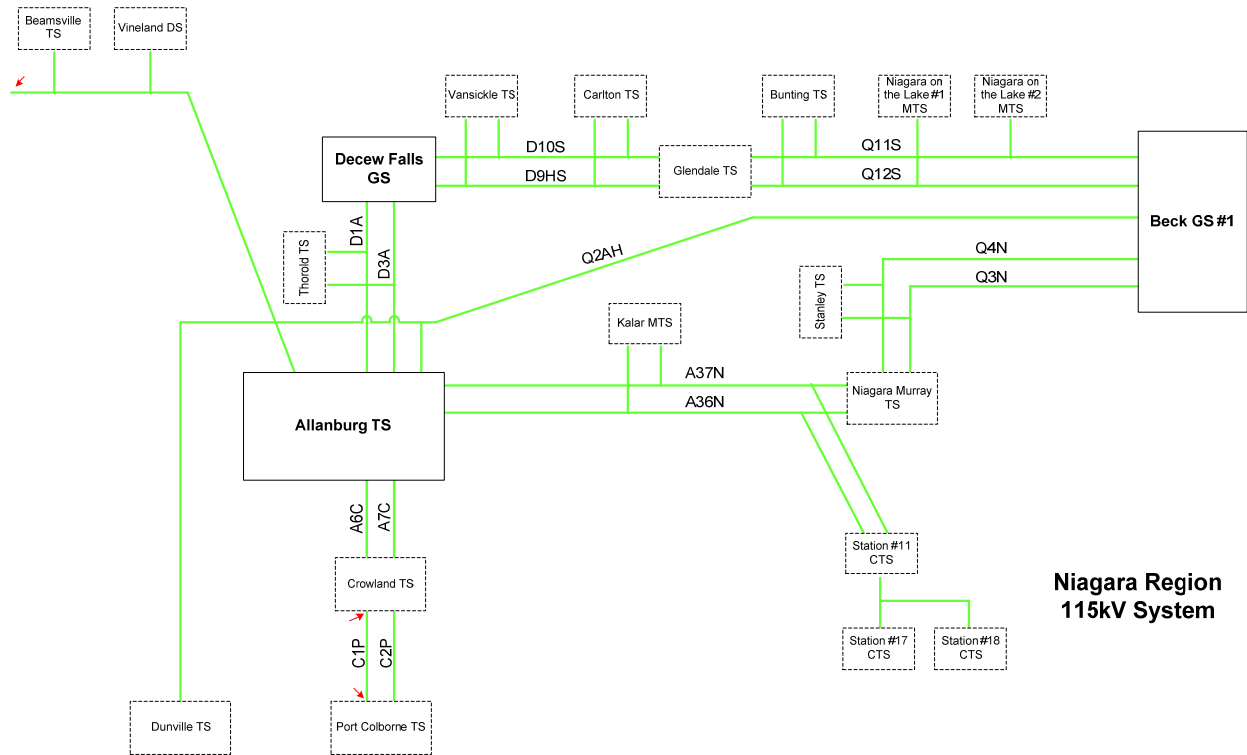 Beamsville
TS
Vineland DS
Vansickle TS
Carlton TS
Bunting TS
Niagara on
the Lake #1
MTS
Niagara on
the Lake #2
MTS
Decew Falls
GS
D10S
D9HS
Glendale TS
Q11S
Q12S
Beck GS #1
D1A
D3A
Thorold TS
Q2AH
Q4N
Q3N
Stanley TS
Kalar MTS
A37N
A36N
Niagara Murray
TS
Allanburg TS
A6C
A7C
Station #11
CTS
Crowland TS
Niagara Region
115kV System
C1P
C2P
Station #17
CTS
Station #18
CTS
Dunville TS
Port Colborne TS